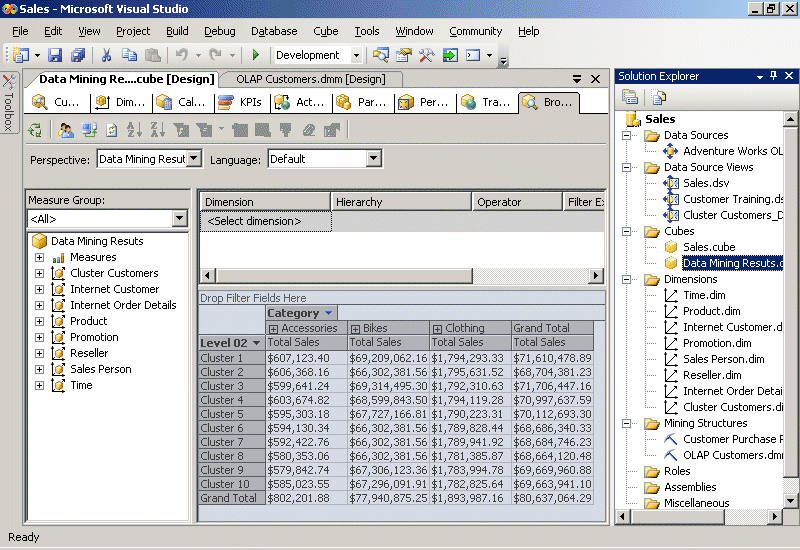 Sales - Microsoft Visual Studio
File Edit View Project Build Debug Database Cube Tools Window Community Help
Development
Toolbox
Data Mining Re....cube [Design] OLAP Customers.dmm [Design]
Cu... Dim... Cal... KPIs Act... Par... Per... Tra... Bro...
Perspective: Data Mining Resut Language: Default
Measure Group:
<All>
Data Mining Resuts
Measures
Cluster Customers
Internet Customer
Internet Order Details
Product
Promotion
Reseller
Sales Person
Time
Dimension Hierarchy Operator Filter Ex
<Select dimension>
Drop Filter Fields Here
Category
Accessories Bikes Clothing Grand Total
Level 02 Total Sales Total Sales Total Sales Total Sales
Cluster 1 $607,123.40 $69,209,062.16 $1,794,293.33 $71,610,478.89
Cluster 2 $606,368.16 $66,302,381.56 $1,795,631.52 $68,704,381.23
Cluster 3 $599,641.24 $69,314,495.30 $1,792,310.63 $71,706,447.16
Cluster 4 $603,674.82 $68,599,843.50 $1,794,119.28 $70,997,637.59
Cluster 5 $595,303.18 $67,727,166.81 $1,790,223.31 $70,112,693.30
Cluster 6 $594,130.34 $66,302,381.56 $1,789,828.44 $68,686,340.33
Cluster 7 $592,422.76 $66,302,381.56 $1,789,941.92 $68,684,746.23
Cluster 8 $580,353.06 $66,302,381.56 $1,781,385.87 $68,664,120.48
Cluster 9 $579,842.74 $67,306,123.36 $1,783,994.78 $69,669,960.88
Cluster 10 $585,023.55 $67,296,091.91 $1,782,825.64 $69,663,941.10
Grand Total $802,201.88 $77,940,875.25 $1,893,987.16 $80,637,064.29
Solution Explorer
Sales
Data Sources
Adventure Works OL
Data Source Views
Sales.dsv
Customer Training.ds
Cluster Customers_D
Cubes
Sales.cube
Data Mining Resuts.c
Dimensions
Time.dim
Product.dim
Internet Customer.d
Promotion.dim
Sales Person.dim
Reseller.dim
Internet Order Detai
Cluster Customers.di
Mining Structures
Customer Purchase P
OLAP Customers.dmm
Roles
Assemblies
Miscellaneous
Ready